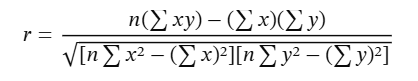 r = n(∑xy) − (∑x)(∑y) / √[n∑x² − (∑x)²][n∑y² − (∑y)²]